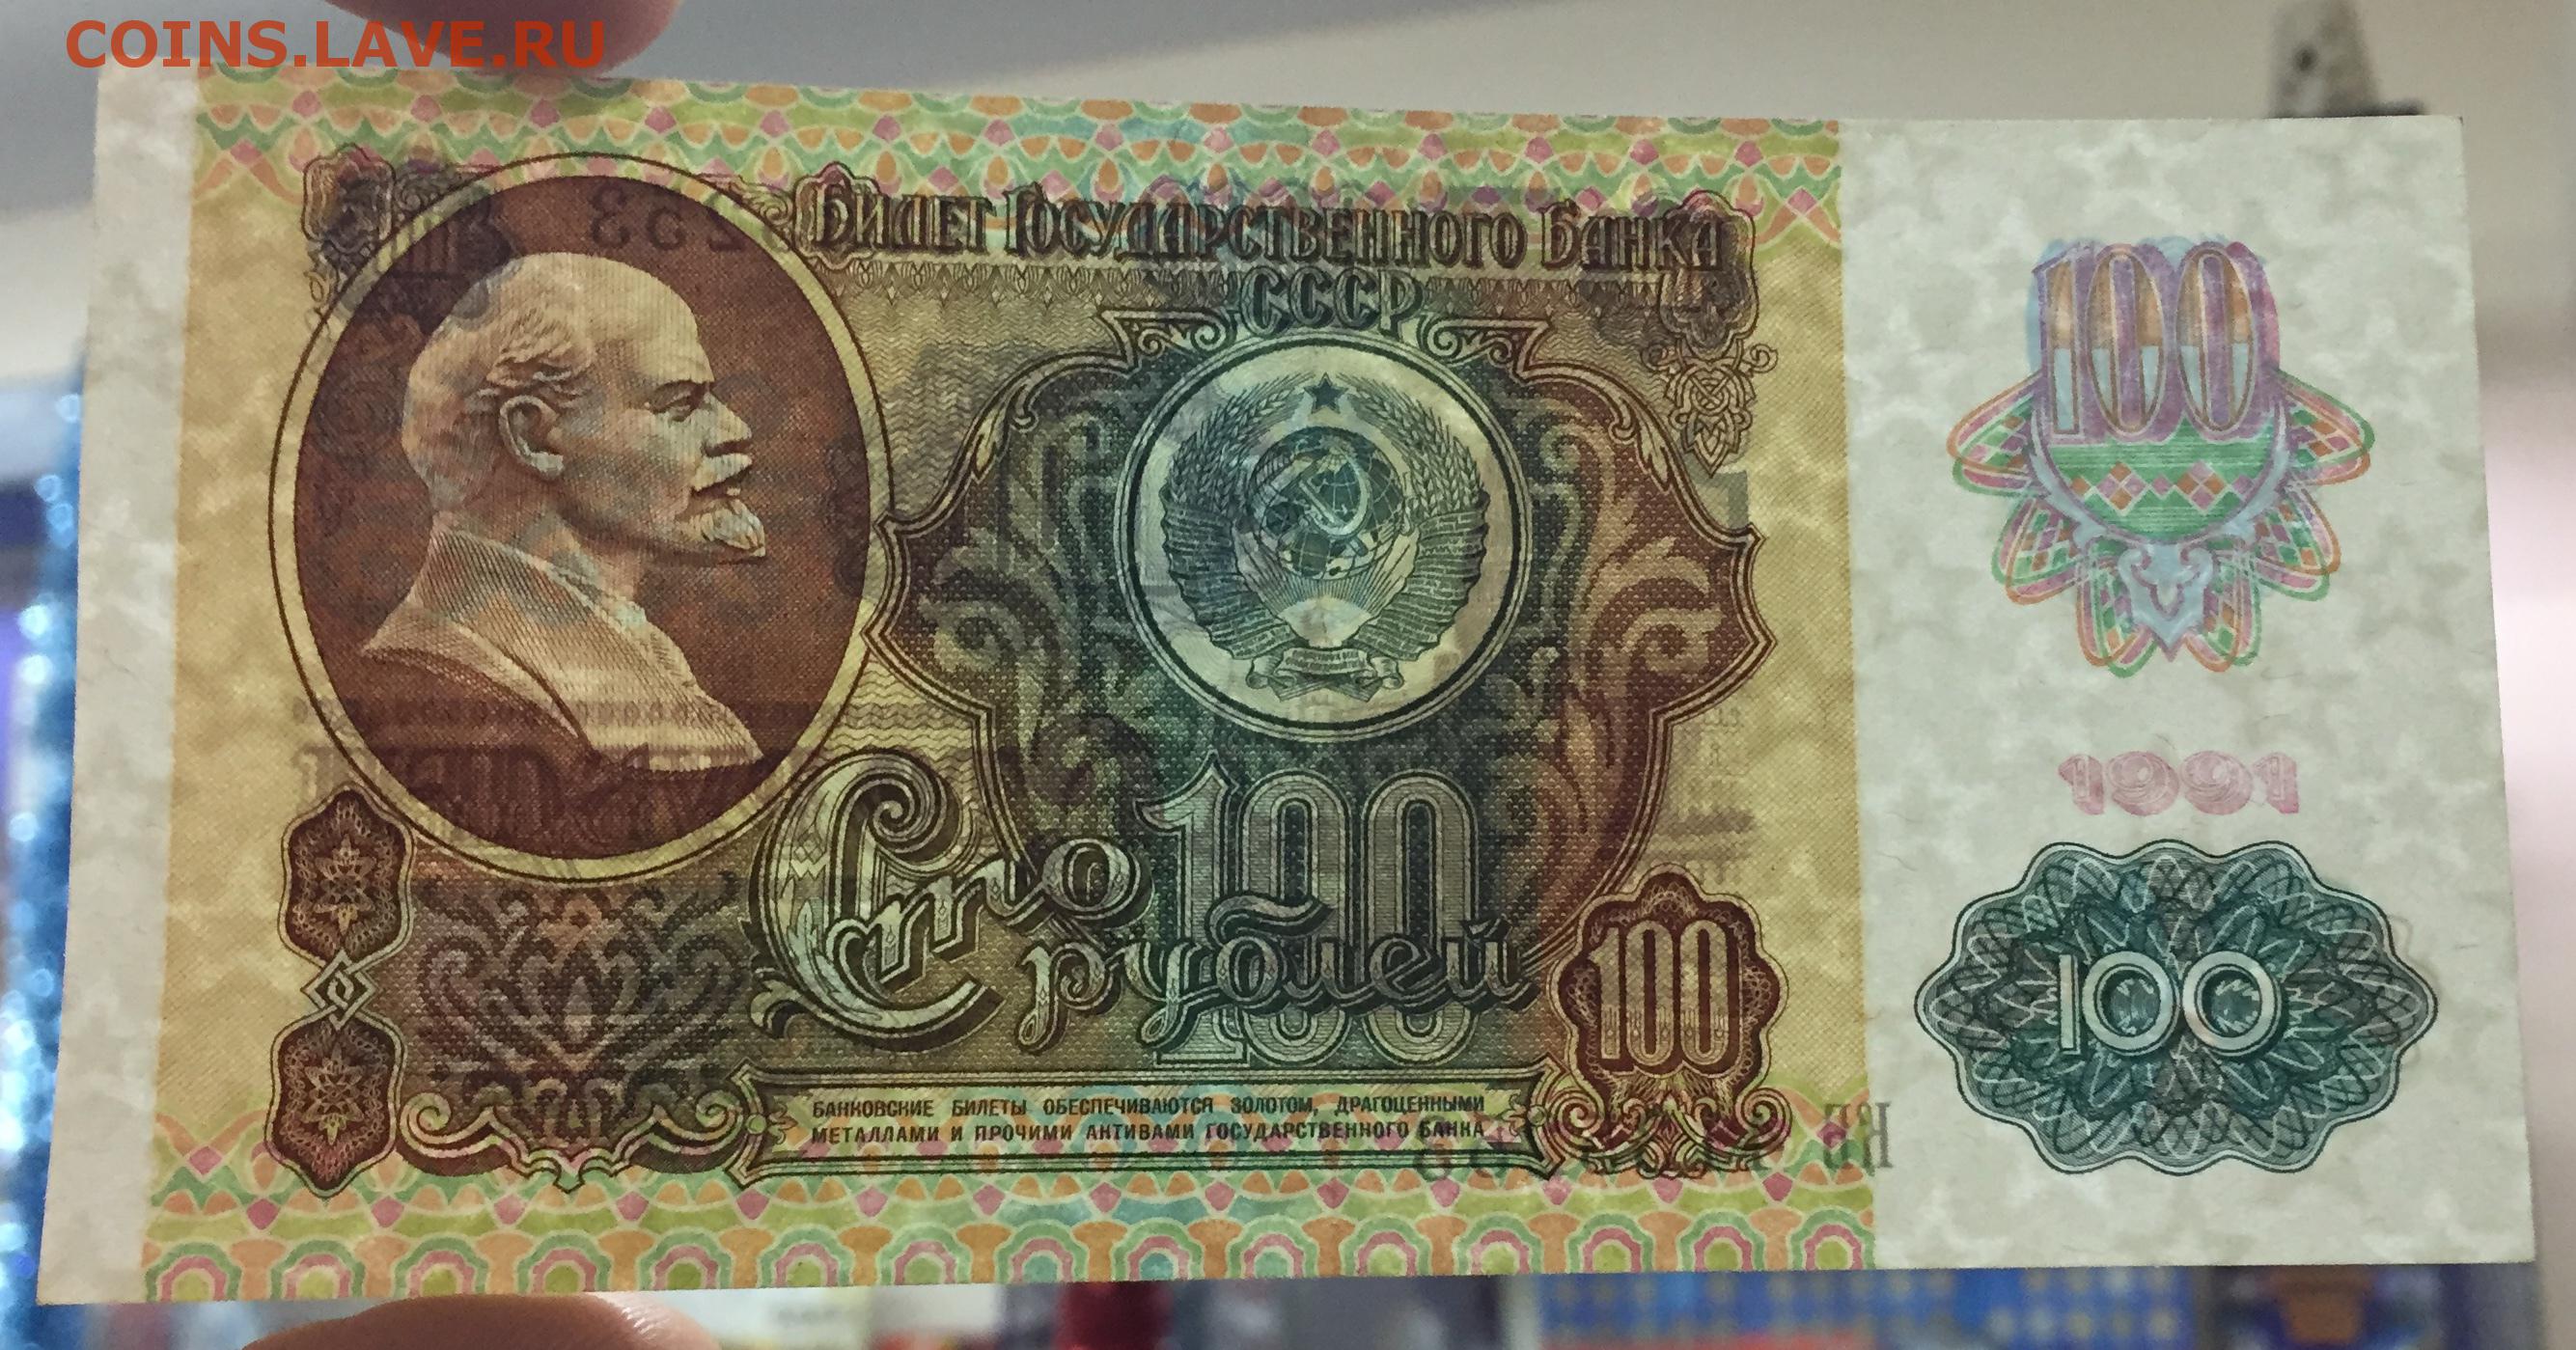 COINS.LAVE.RU
БИЛЕТ ГОСУДАРСТВЕННОГО БАНКА
СССР
100
1991
Сто
100
рублей
100
100
БАНКОВСКИЕ БИЛЕТЫ ОБЕСПЕЧИВАЮТСЯ ЗОЛОТОМ, ДРАГОЦЕННЫМИ
МЕТАЛЛАМИ И ПРОЧИМИ АКТИВАМИ ГОСУДАРСТВЕННОГО БАНКА